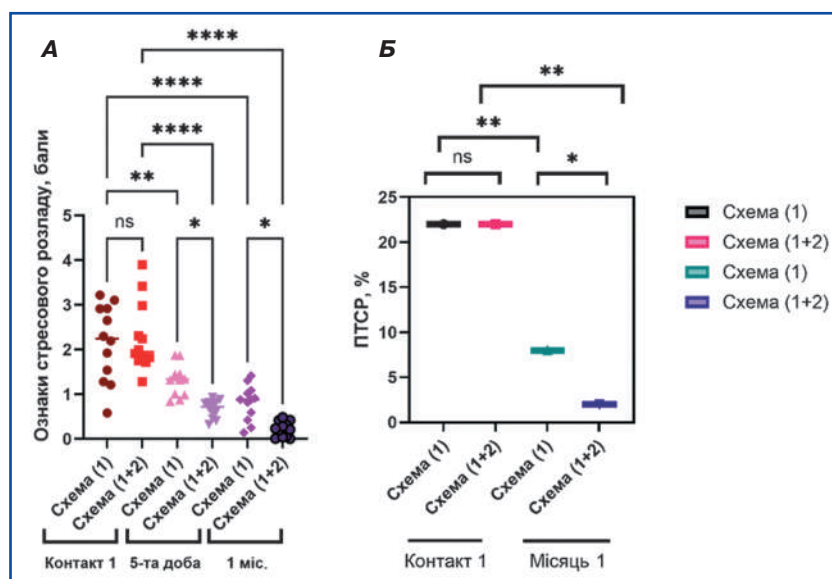 А
Ознаки стресового розладу, бали
****
****
****
**
ns
*
*
5
4
3
2
1
0
Схема (1)
Схема (1+2)
Схема (1)
Схема (1+2)
Схема (1)
Схема (1+2)
Контакт 1
5-та доба
1 міс.
Б
ПТСР, %
**
**
ns
*
25
20
15
10
5
0
Схема (1)
Схема (1+2)
Схема (1)
Схема (1+2)
Контакт 1
Місяць 1
Схема (1)
Схема (1+2)
Схема (1)
Схема (1+2)